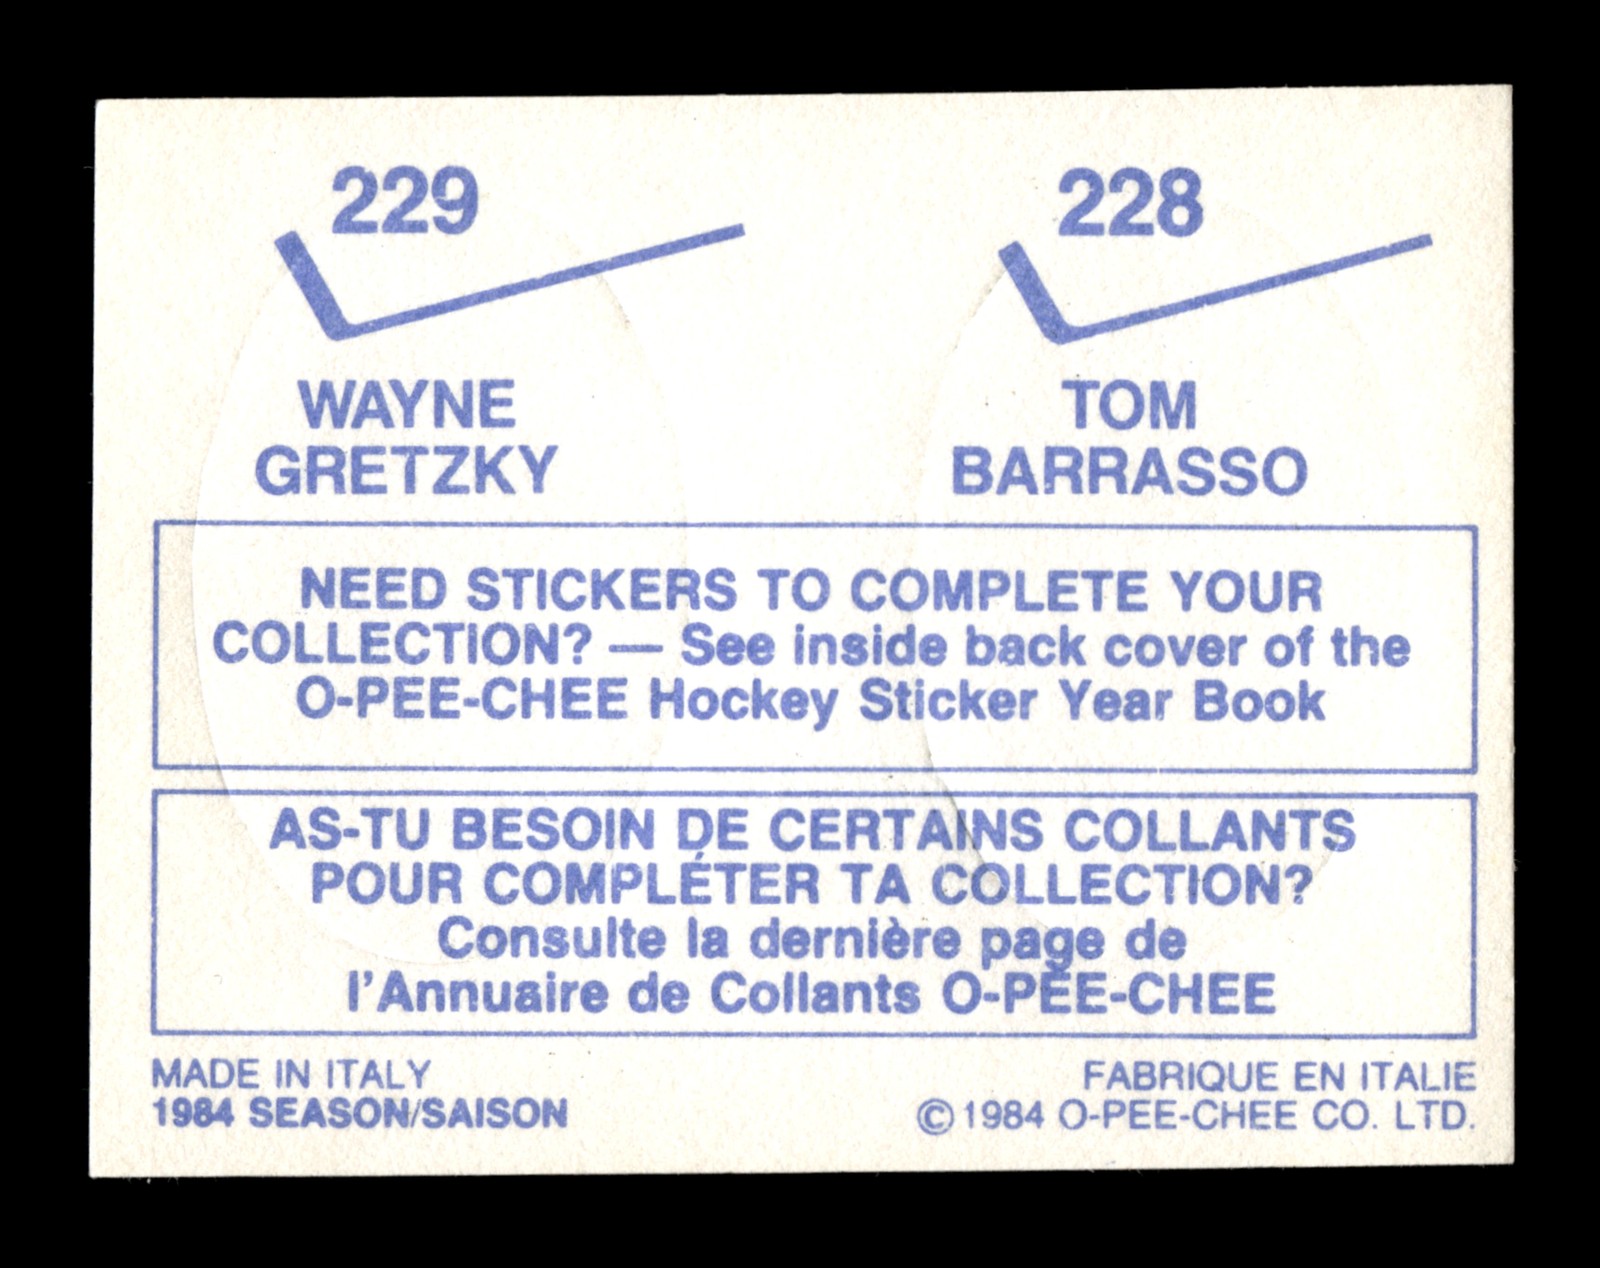 229
WAYNE
GRETZKY
228
TOM
BARRASSO
NEED STICKERS TO COMPLETE YOUR
COLLECTION? — See inside back cover of the
O-PEE-CHEE Hockey Sticker Year Book
AS-TU BESOIN DE CERTAINS COLLANTS
POUR COMPLÉTER TA COLLECTION?
Consulte la dernière page de
l'Annuaire de Collants O-PEE-CHEE
MADE IN ITALY
1984 SEASON/SAISON
FABRIQUE EN ITALIE
© 1984 O-PEE-CHEE CO. LTD.